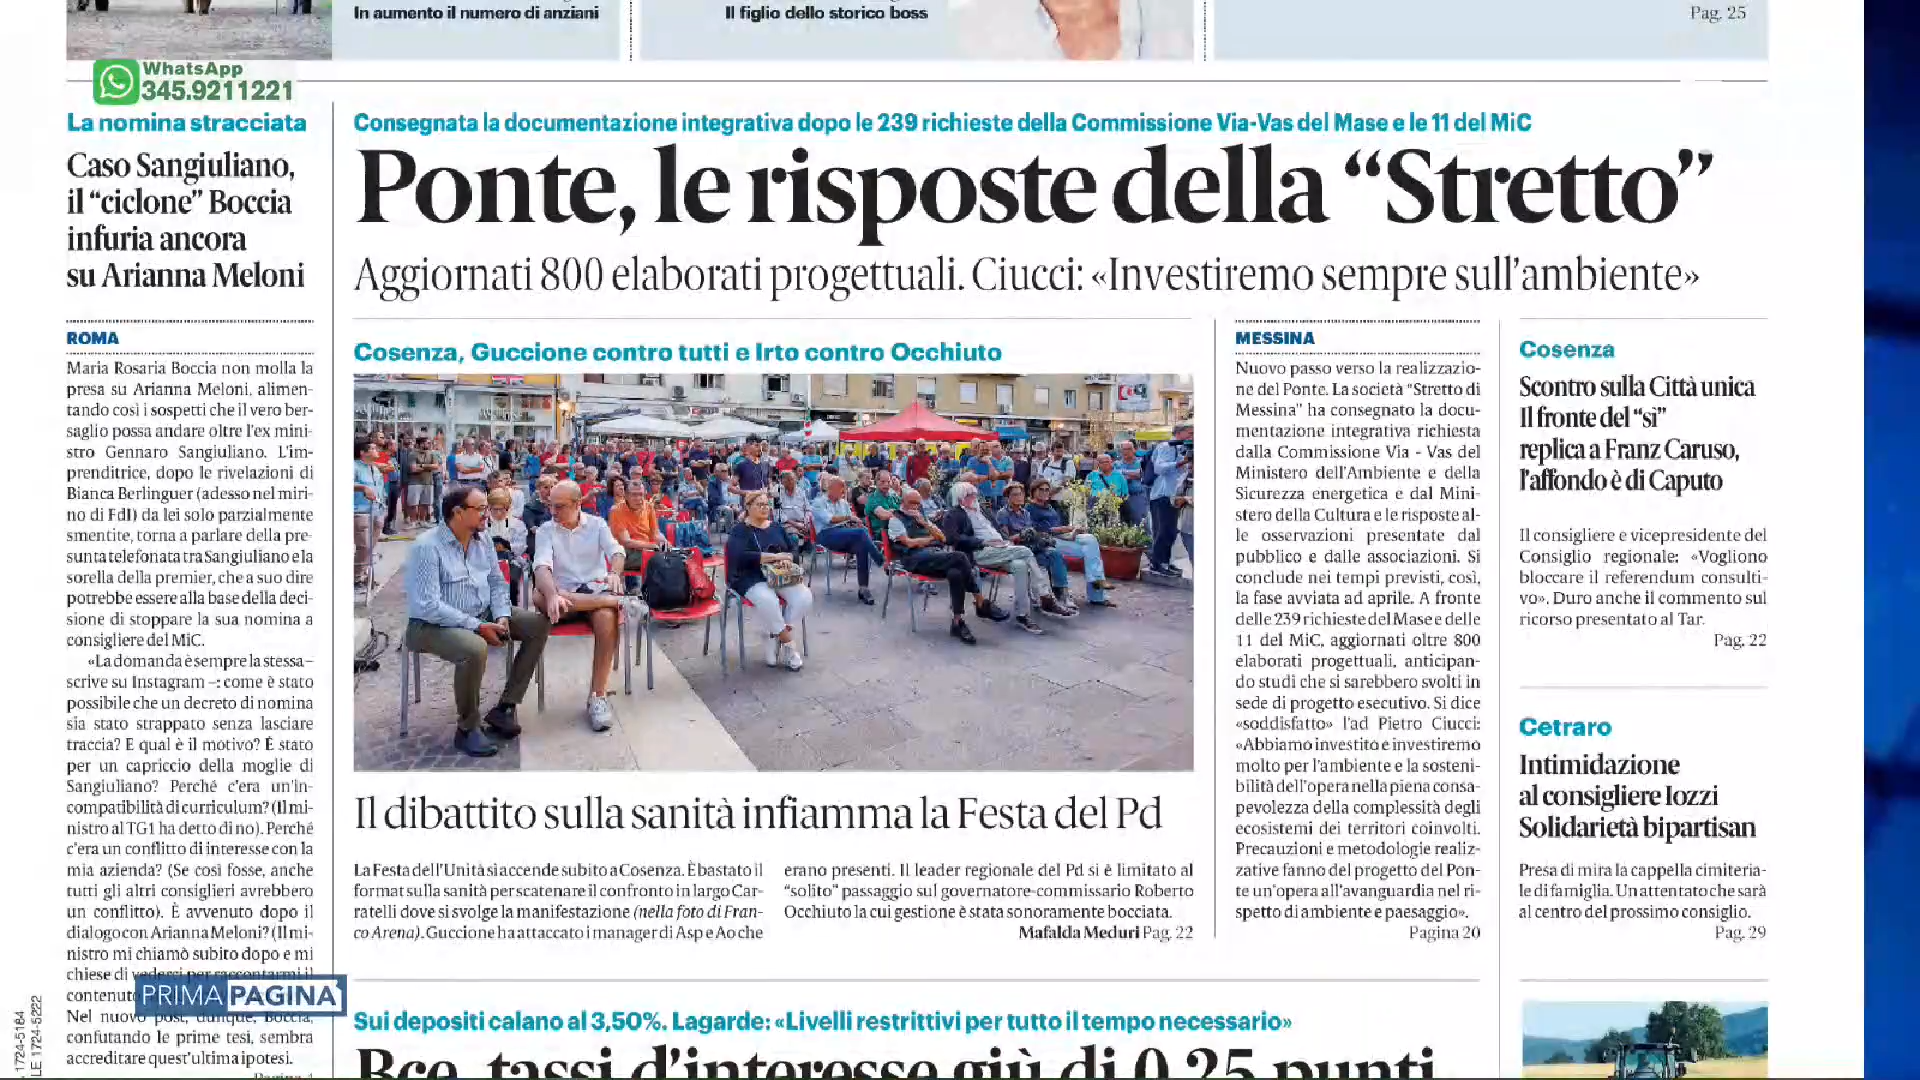 In aumento il numero di anziani
Il figlio dello storico boss
Pag. 25
WhatsApp
345.9211221
La nomina stracciata
Caso Sangiuliano,
il “ciclone” Boccia
infuria ancora
su Arianna Meloni
ROMA
Maria Rosaria Boccia non molla la
presa su Arianna Meloni, alimen-
tando così i sospetti che il vero ber-
saglio possa andare oltre l'ex mini-
stro Gennaro Sangiuliano. L'im-
prenditrice, dopo le rivelazioni di
Bianca Berlinguer (adesso nel miri-
no di FdI) da lei solo parzialmente
smentite, torna a parlare della pre-
sunta telefonata tra Sangiuliano e la
sorella della premier, che a suo dire
potrebbe essere alla base della deci-
sione di stoppare la sua nomina a
consigliere del MiC.
«La domanda è sempre la stessa –
scrive su Instagram –: come è stato
possibile che un decreto di nomina
sia stato strappato senza lasciare
traccia? E qual è il motivo? È stato
per un capriccio della moglie di
Sangiuliano? Perché c'era un'in-
compatibilità di curriculum? (Il mi-
nistro al TG1 ha detto di no). Perché
c'era un conflitto di interesse con la
mia azienda? (Se così fosse, anche
tutti gli altri consiglieri avrebbero
un conflitto). È avvenuto dopo il
dialogo con Arianna Meloni? (Il mi-
nistro mi chiamò subito dopo e mi
chiese di vederci per raccontarmi il
contenuto
Nel nuovo post, dunque, Boccia,
confutando le prime tesi, sembra
accreditare quest'ultima ipotesi.
PRIMA PAGINA
Consegnata la documentazione integrativa dopo le 239 richieste della Commissione Via-Vas del Mase e le 11 del MiC
Ponte, le risposte della “Stretto”
Aggiornati 800 elaborati progettuali. Ciucci: «Investiremo sempre sull'ambiente»
Cosenza, Guccione contro tutti e Irto contro Occhiuto
Il dibattito sulla sanità infiamma la Festa del Pd
La Festa dell'Unità si accende subito a Cosenza. È bastato il
format sulla sanità per scatenare il confronto in largo Car-
ratelli dove si svolge la manifestazione (nella foto di Fran-
co Arena). Guccione ha attaccato i manager di Asp e Ao che
erano presenti. Il leader regionale del Pd si è limitato al
“solito” passaggio sul governatore-commissario Roberto
Occhiuto la cui gestione è stata sonoramente bocciata.
Mafalda Meduri Pag. 22
MESSINA
Nuovo passo verso la realizzazio-
ne del Ponte. La società “Stretto di
Messina” ha consegnato la docu-
mentazione integrativa richiesta
dalla Commissione Via - Vas del
Ministero dell'Ambiente e della
Sicurezza energetica e dal Mini-
stero della Cultura e le risposte al-
le osservazioni presentate dal
pubblico e dalle associazioni. Si
conclude nei tempi previsti, così,
la fase avviata ad aprile. A fronte
delle 239 richieste del Mase e delle
11 del MiC, aggiornati oltre 800
elaborati progettuali, anticipan-
do studi che si sarebbero svolti in
sede di progetto esecutivo. Si dice
«soddisfatto» l'ad Pietro Ciucci:
«Abbiamo investito e investiremo
molto per l'ambiente e la sosteni-
bilità dell'opera nella piena consa-
pevolezza della complessità degli
ecosistemi dei territori coinvolti.
Precauzioni e metodologie realiz-
zative fanno del progetto del Pon-
te un'opera all'avanguardia nel ri-
spetto di ambiente e paesaggio».
Pagina 20
Cosenza
Scontro sulla Città unica
Il fronte del “sì”
replica a Franz Caruso,
l'affondo è di Caputo
Il consigliere e vicepresidente del
Consiglio regionale: «Vogliono
bloccare il referendum consulti-
vo». Duro anche il commento sul
ricorso presentato al Tar.
Pag. 22
Cetraro
Intimidazione
al consigliere Iozzi
Solidarietà bipartisan
Presa di mira la cappella cimiteria-
le di famiglia. Un attentato che sarà
al centro del prossimo consiglio.
Pag. 29
Sui depositi calano al 3,50%. Lagarde: «Livelli restrittivi per tutto il tempo necessario»
Bce, tassi d'interesse giù di 0,25 punti
1724-5184
LE 1724-5222